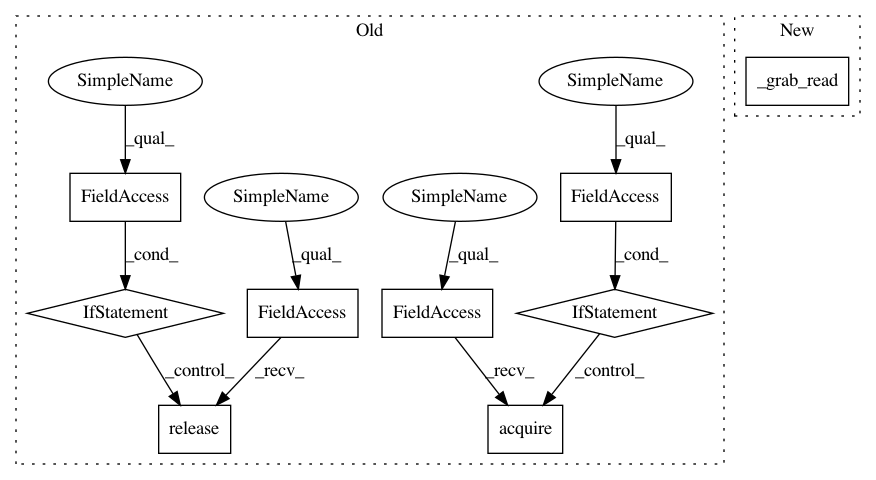 Old
New
SimpleName
SimpleName
_grab_read
_qual_
_qual_
FieldAccess
SimpleName
SimpleName
FieldAccess
_cond_
_qual_
_qual_
_cond_
IfStatement
FieldAccess
FieldAccess
IfStatement
_control_
_recv_
_recv_
_control_
release
acquire